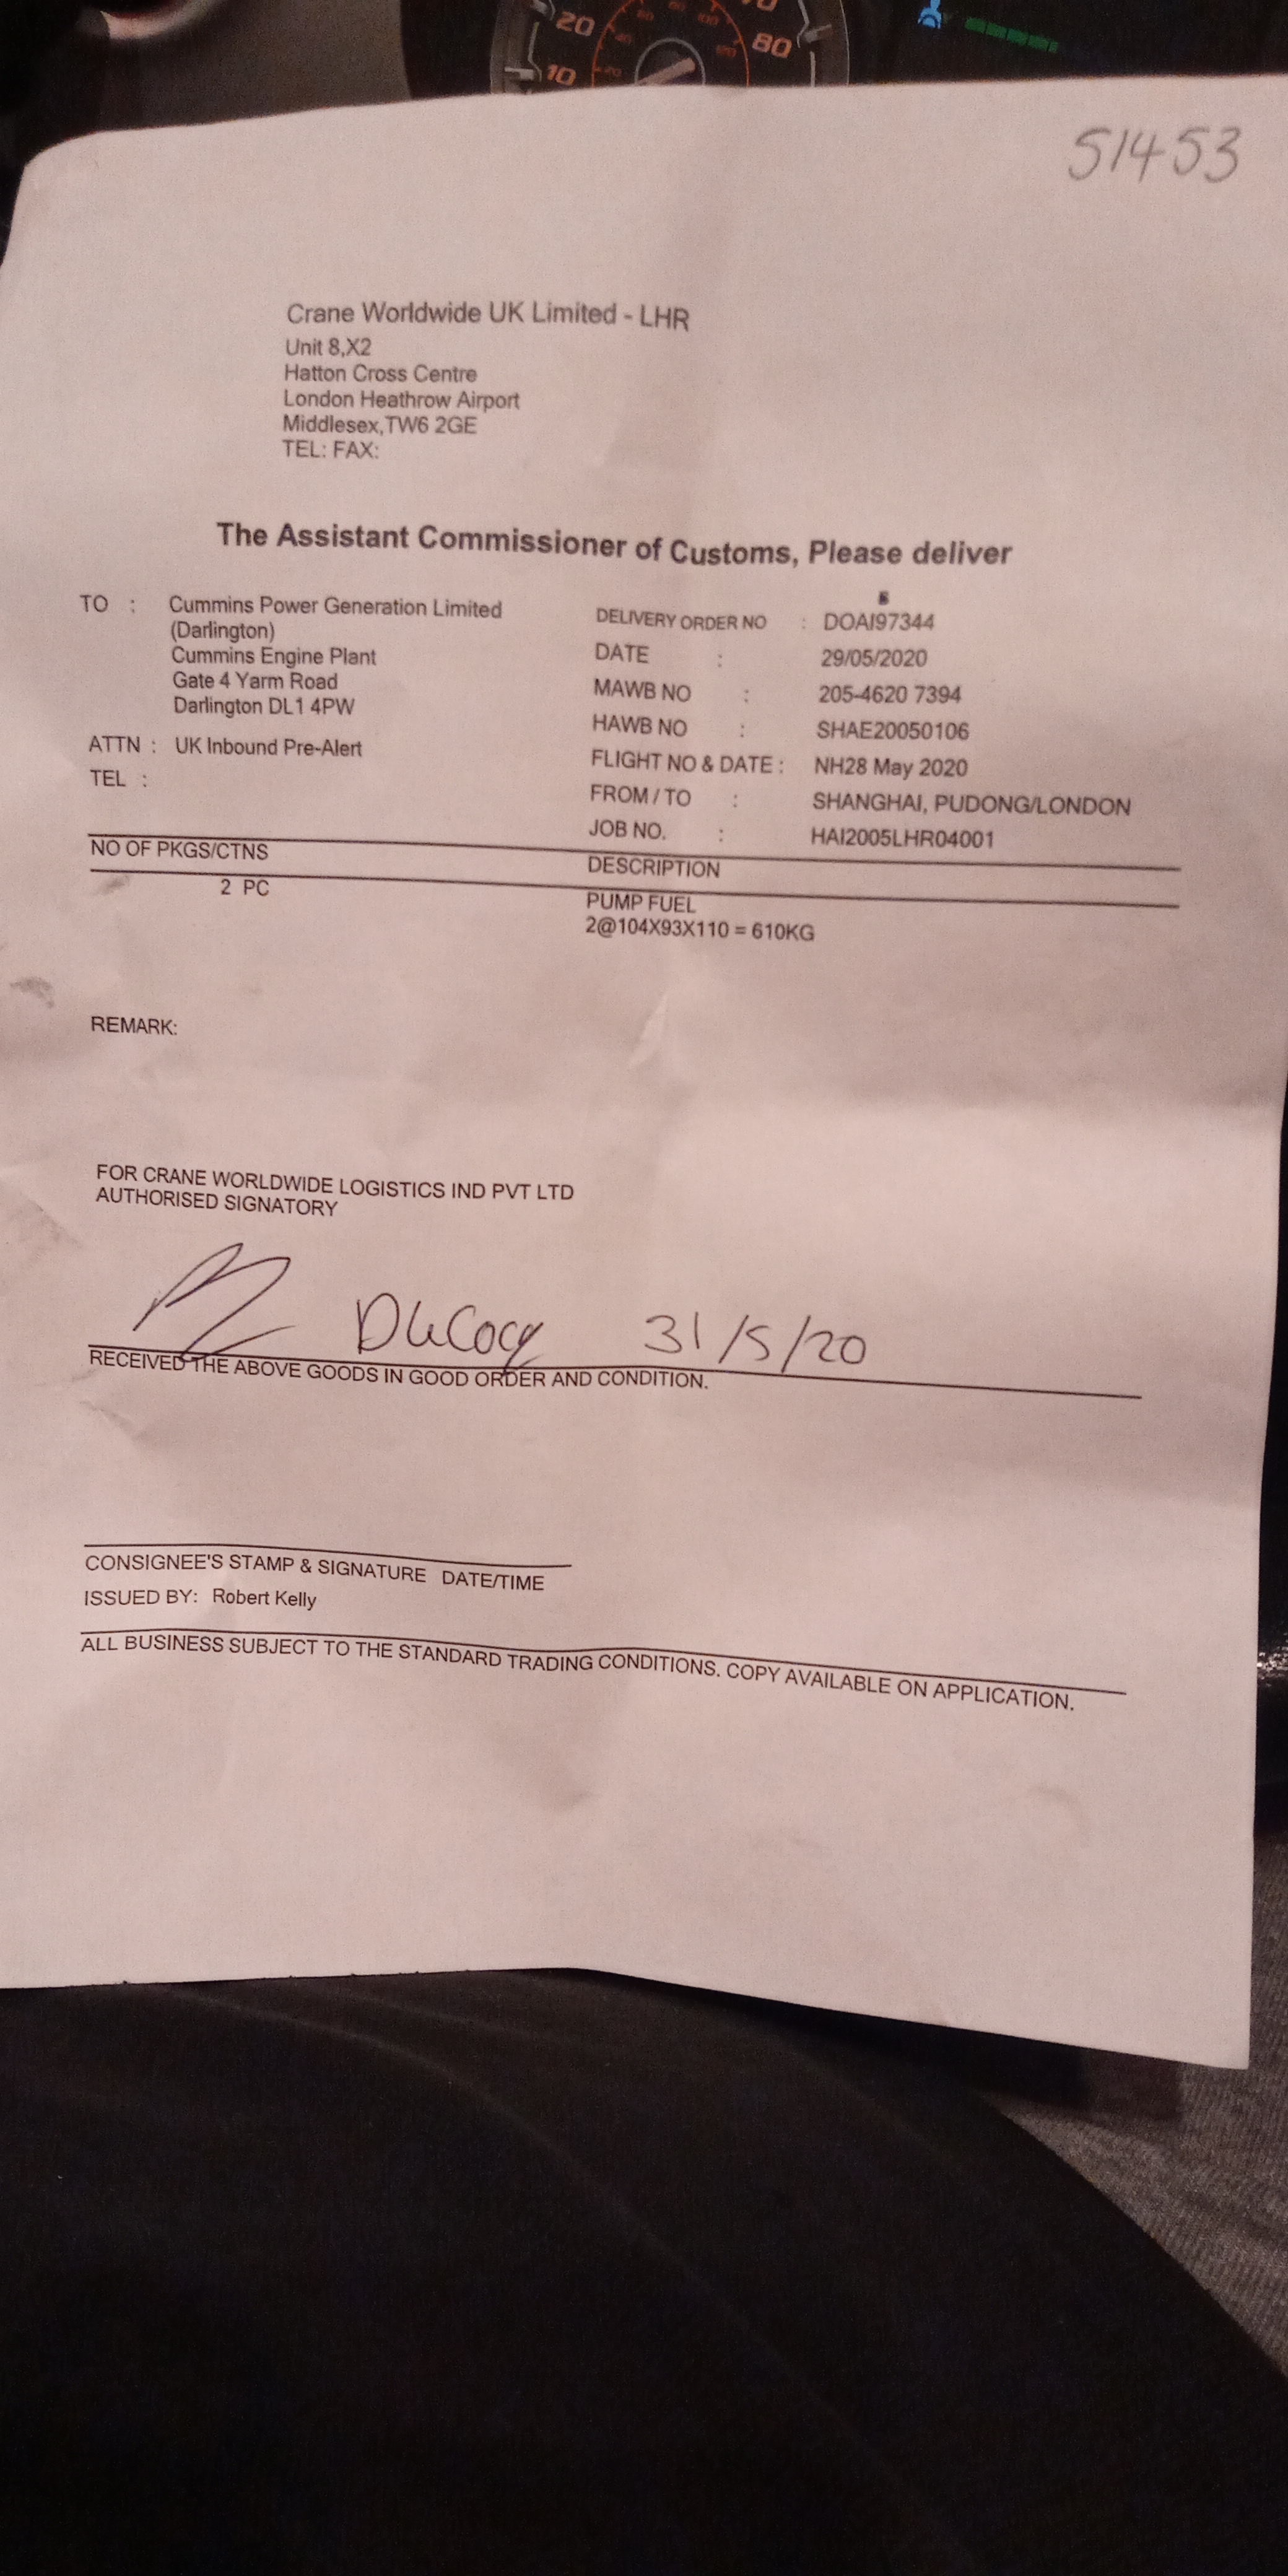 20
10
80
51453
Crane Worldwide UK Limited - LHR
Unit 8,X2
Hatton Cross Centre
London Heathrow Airport
Middlesex,TW6 2GE
TEL: FAX:
The Assistant Commissioner of Customs, Please deliver
TO : Cummins Power Generation Limited
(Darlington)
Cummins Engine Plant
Gate 4 Yarm Road
Darlington DL1 4PW
ATTN : UK Inbound Pre-Alert
TEL :
DELIVERY ORDER NO : DOAI97344
DATE : 29/05/2020
MAWB NO : 205-4620 7394
HAWB NO : SHAE20050106
FLIGHT NO & DATE : NH28 May 2020
FROM / TO : SHANGHAI, PUDONG/LONDON
JOB NO. : HAI2005LHR04001
NO OF PKGS/CTNS DESCRIPTION
2 PC PUMP FUEL
2@104X93X110 = 610KG
REMARK:
FOR CRANE WORLDWIDE LOGISTICS IND PVT LTD
AUTHORISED SIGNATORY
31/5/20
RECEIVED THE ABOVE GOODS IN GOOD ORDER AND CONDITION.
CONSIGNEE'S STAMP & SIGNATURE DATE/TIME
ISSUED BY: Robert Kelly
ALL BUSINESS SUBJECT TO THE STANDARD TRADING CONDITIONS. COPY AVAILABLE ON APPLICATION.